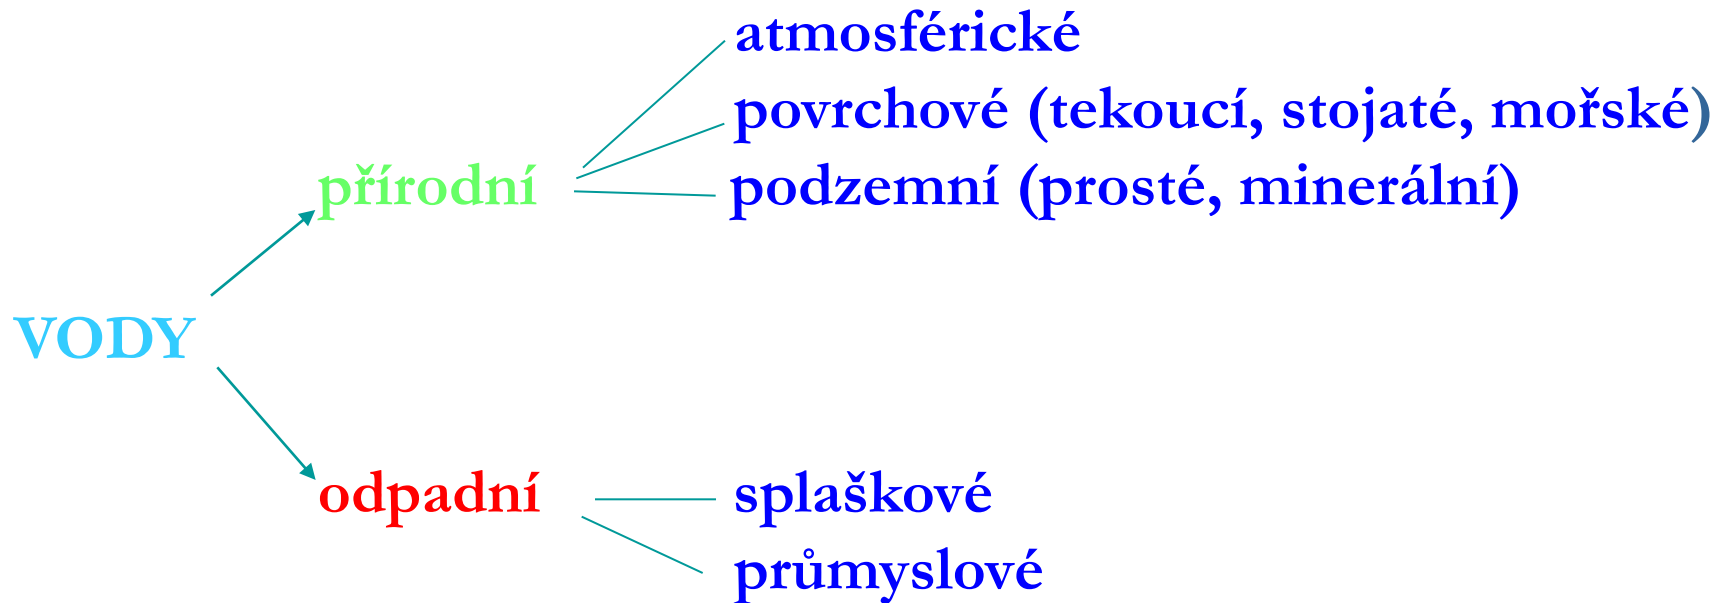 atmosférické
povrchové (tekoucí, stojaté, mořské)
přírodní podzemní (prosté, minerální)
VODY
odpadní splaškové
průmyslové